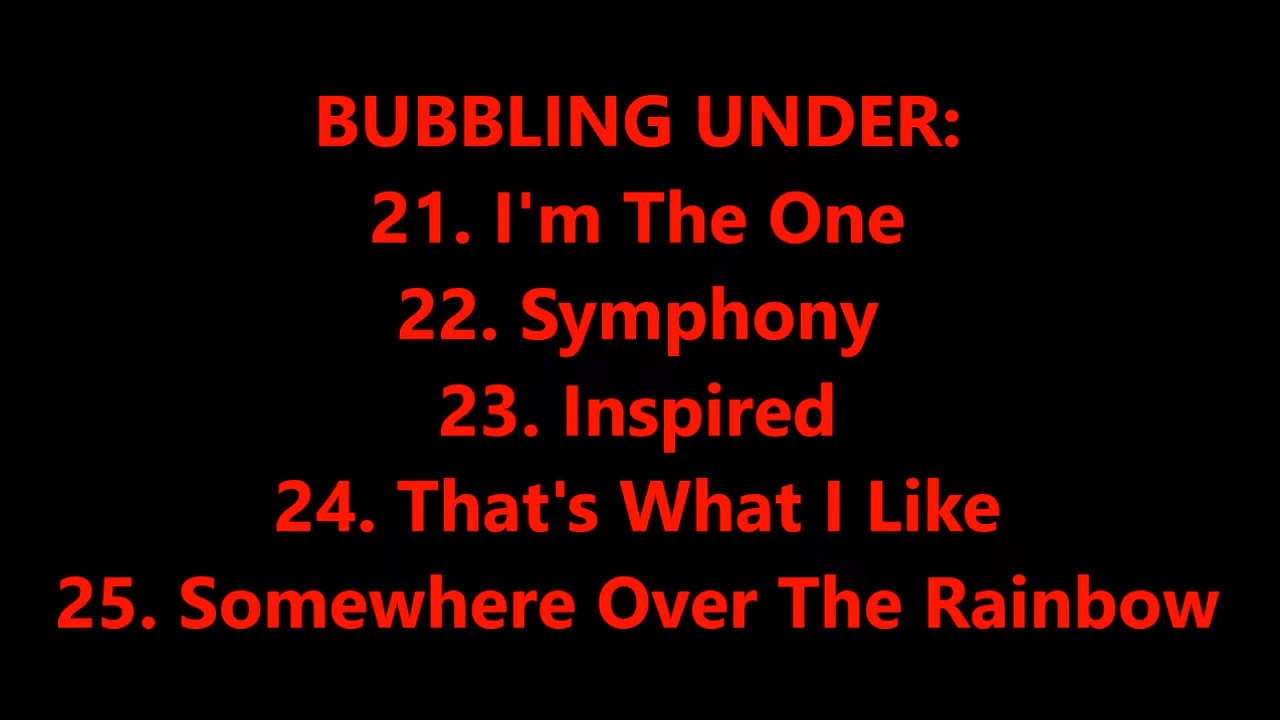 BUBBLING UNDER:
21. I'm The One
22. Symphony
23. Inspired
24. That's What I Like
25. Somewhere Over The Rainbow